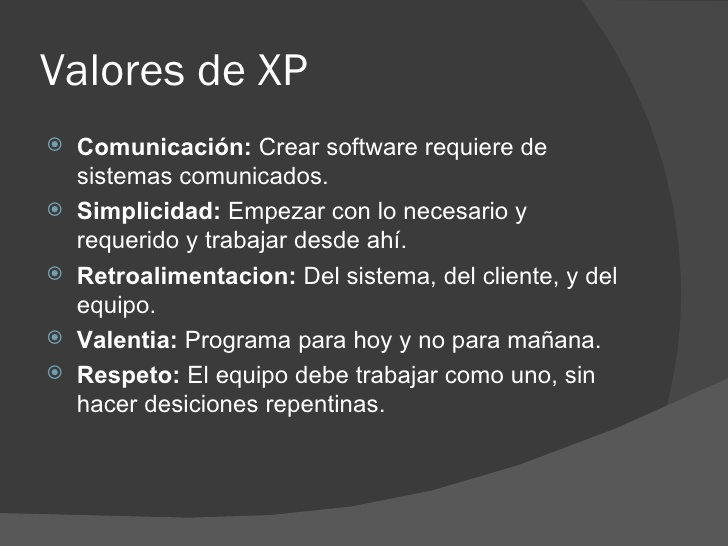 Valores de XP
Comunicación: Crear software requiere de
sistemas comunicados.
Simplicidad: Empezar con lo necesario y
requerido y trabajar desde ahí.
Retroalimentacion: Del sistema, del cliente, y del
equipo.
Valentia: Programa para hoy y no para mañana.
Respeto: El equipo debe trabajar como uno, sin
hacer desiciones repentinas.